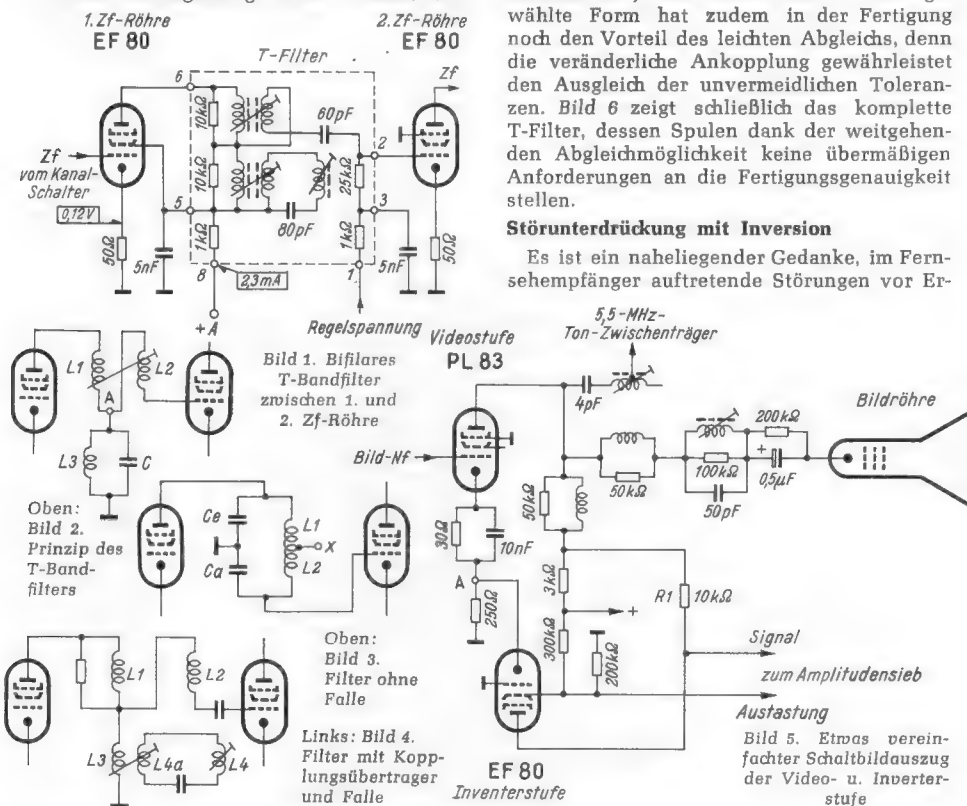 1. Zf-Röhre
EF 80
2. Zf-Röhre
EF 80
T-Filter
Zf
6
10kΩ
60pF
2
Zf
vom Kanal-
Schalter
0,12V
10kΩ
25kΩ
5
80pF
3
50Ω
5nF
1kΩ
1kΩ
5nF
50Ω
8
2,3mA
1
+A
Regelspannung
Bild 1. Bifilares
T-Bandfilter
zwischen 1. und
2. Zf-Röhre
wählte Form hat zudem in der Fertigung
noch den Vorteil des leichten Abgleichs, denn
die veränderliche Ankopplung gewährleistet
den Ausgleich der unvermeidlichen Toleran-
zen. Bild 6 zeigt schließlich das komplette
T-Filter, dessen Spulen dank der weitgehen-
den Abgleichmöglichkeit keine übermäßigen
Anforderungen an die Fertigungsgenauigkeit
stellen.
Störunterdrückung mit Inversion
Es ist ein naheliegender Gedanke, im Fern-
sehempfänger auftretende Störungen vor Er-
L1
L2
A
L3
C
Oben:
Bild 2.
Prinzip des
T-Band-
filters
Ce
Ca
L1
L2
X
Oben:
Bild 3.
Filter ohne
Falle
L1
L2
L3
L4a
L4
Links: Bild 4.
Filter mit Kopp-
lungsübertrager
und Falle
5,5-MHz-
Ton-Zwischenträger
Videostufe
PL 83
4pF
Bildröhre
200kΩ
Bild-Nf
50kΩ
100kΩ
+
0,5µF
50pF
50kΩ
30Ω
10nF
A
250Ω
3kΩ
R1
10kΩ
+
300kΩ
200kΩ
Signal
zum Amplitudensieb
Austastung
EF 80
Inventerstufe
Bild 5. Etwas verein-
fachter Schaltbildauszug
der Video- u. Inverter-
stufe